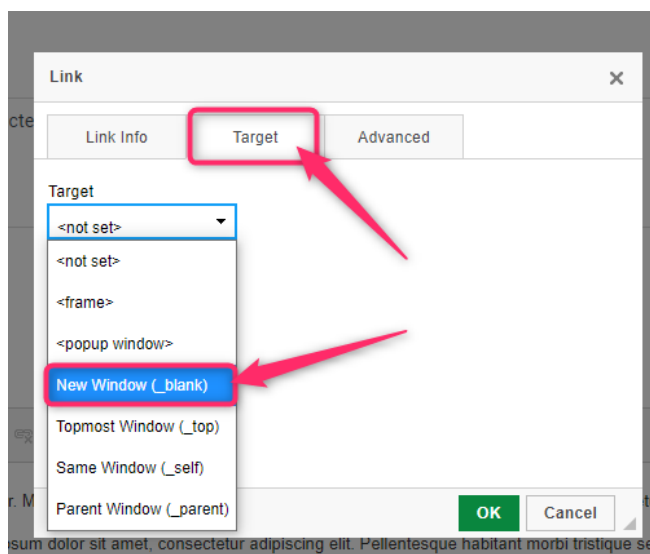 Link
cte
Link Info Target Advanced
Target
<not set>
<not set>
<frame>
<popup window>
New Window (_blank)
Topmost Window (_top)
Same Window (_self)
Parent Window (_parent)
r. M
OK Cancel
sum dolor sit amet, consectetur adipiscing elit. Pellentesque habitant morbi tristique se